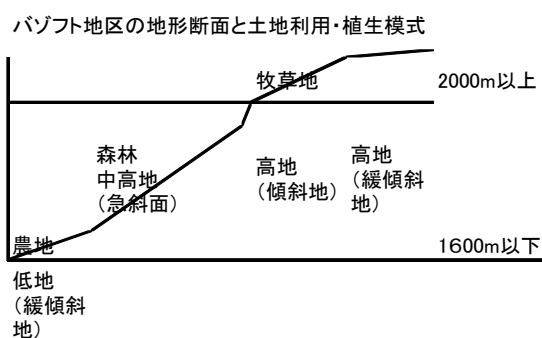 バゾフト地区の地形断面と土地利用・植生模式
牧草地
2000m以上
森林
中高地
(急斜面)
高地
(傾斜地)
高地
(緩傾斜
地)
農地
1600m以下
低地
(緩傾斜
地)